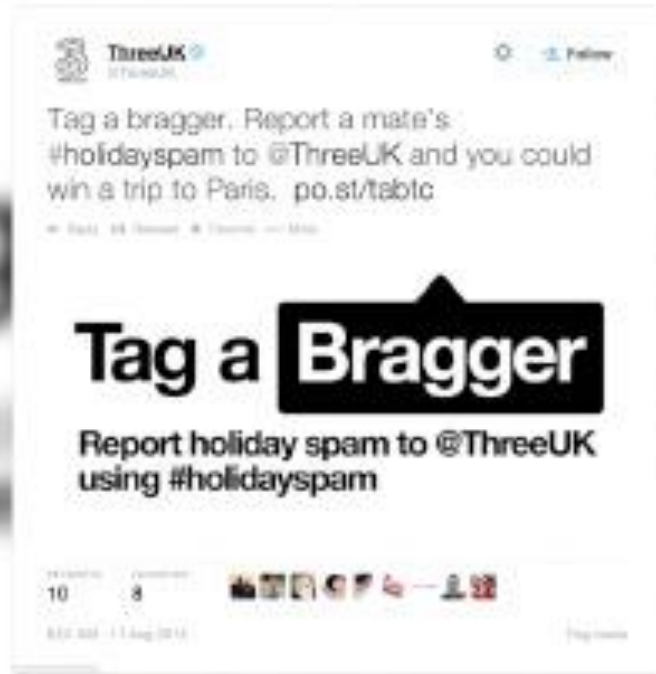 ThreeUK
@ThreeUK
Follow
Tag a bragger. Report a mate's
#holidayspam to @ThreeUK and you could
win a trip to Paris. po.st/tabtc
Tag a Bragger
Report holiday spam to @ThreeUK
using #holidayspam
10 8